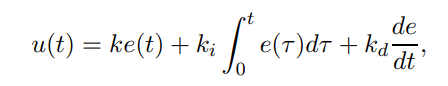 u(t) = ke(t) + k_i ∫_0^t e(τ)dτ + k_d de/dt,